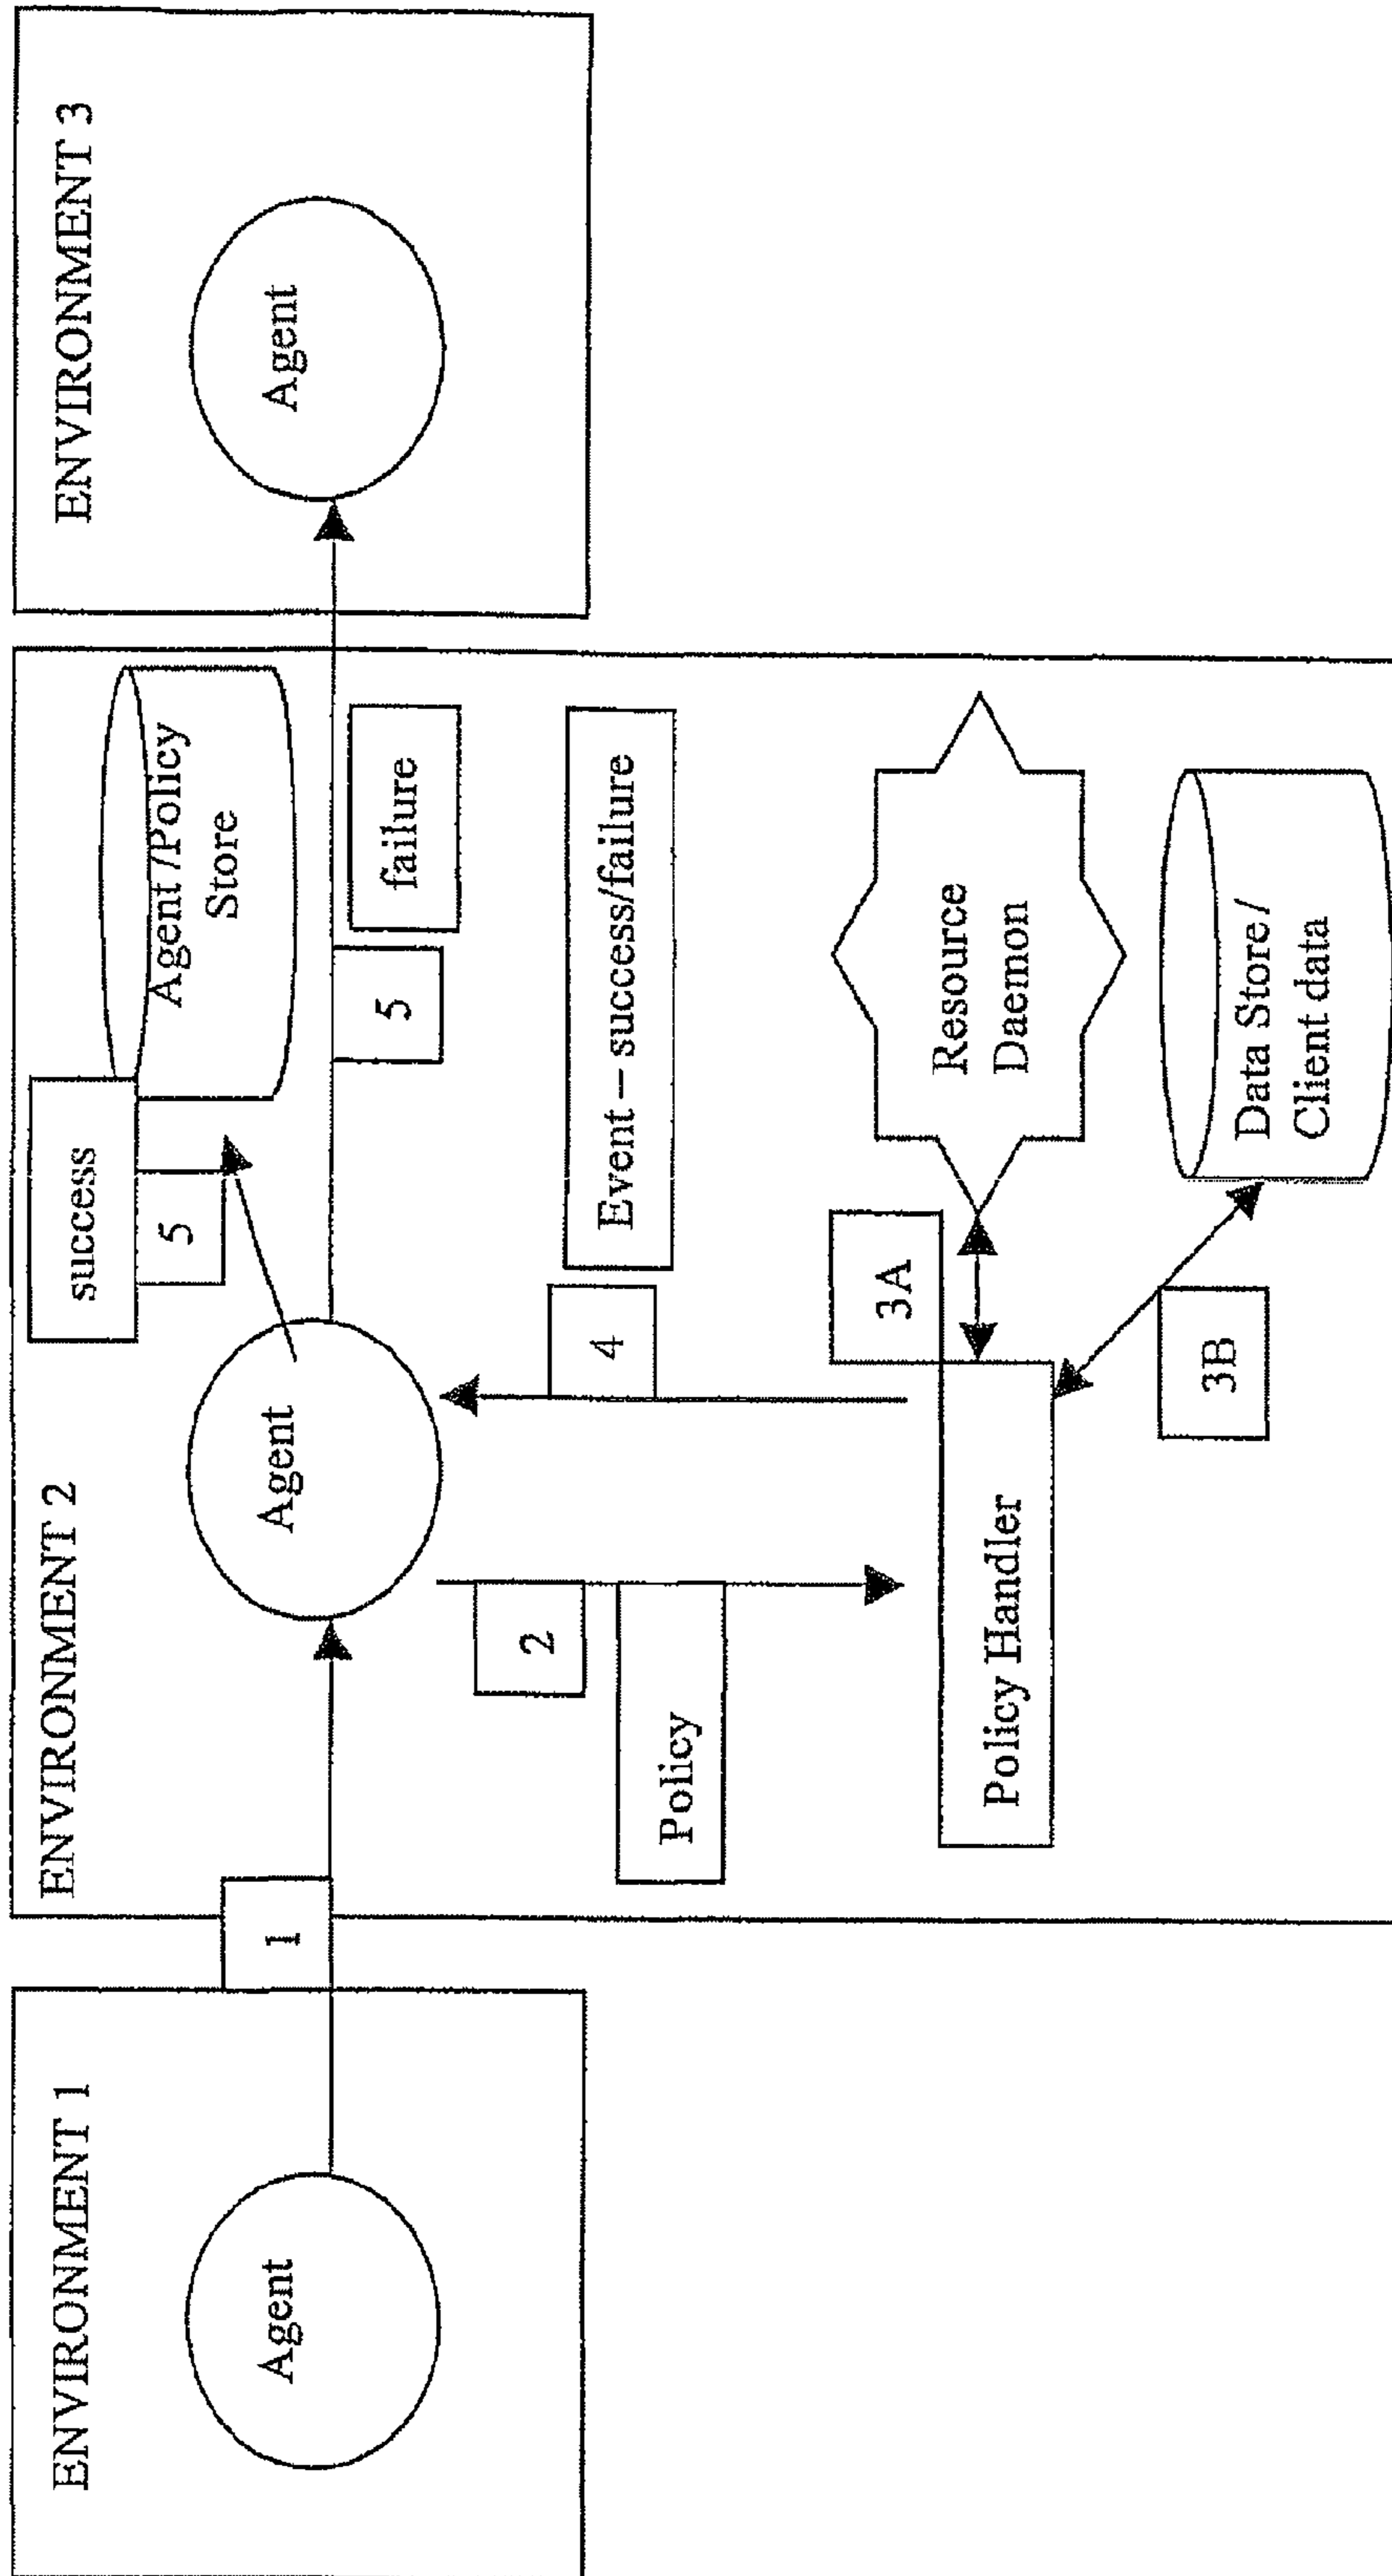 ENVIRONMENT 1
Agent
1
ENVIRONMENT 2
Agent
success
5
Agent /Policy
Store
5
failure
2
Policy
4
Event – success/failure
Policy Handler
3A
Resource
Daemon
3B
Data Store/
Client data
ENVIRONMENT 3
Agent